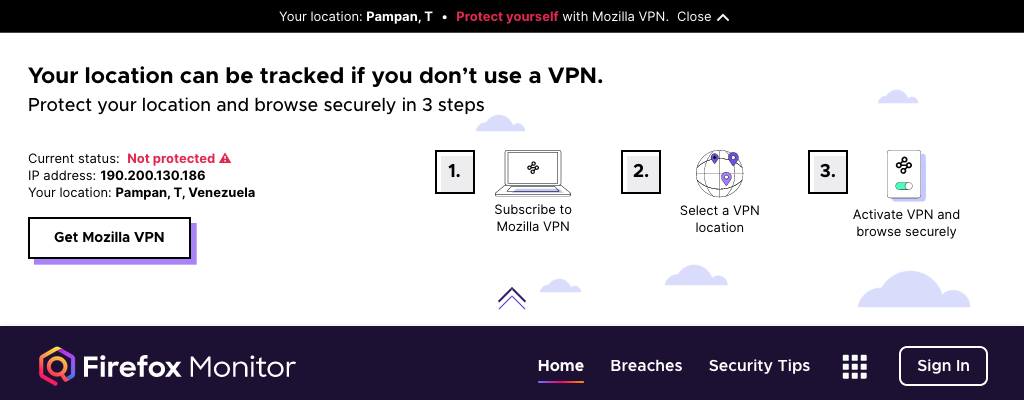 Your location: Pampan, T • Protect yourself with Mozilla VPN. Close
Your location can be tracked if you don't use a VPN.
Protect your location and browse securely in 3 steps
Current status: Not protected
IP address: 190.200.130.186
Your location: Pampan, T, Venezuela
Get Mozilla VPN
1.
Subscribe to
Mozilla VPN
2.
Select a VPN
location
3.
Activate VPN and
browse securely
Firefox Monitor
Home
Breaches
Security Tips
Sign In